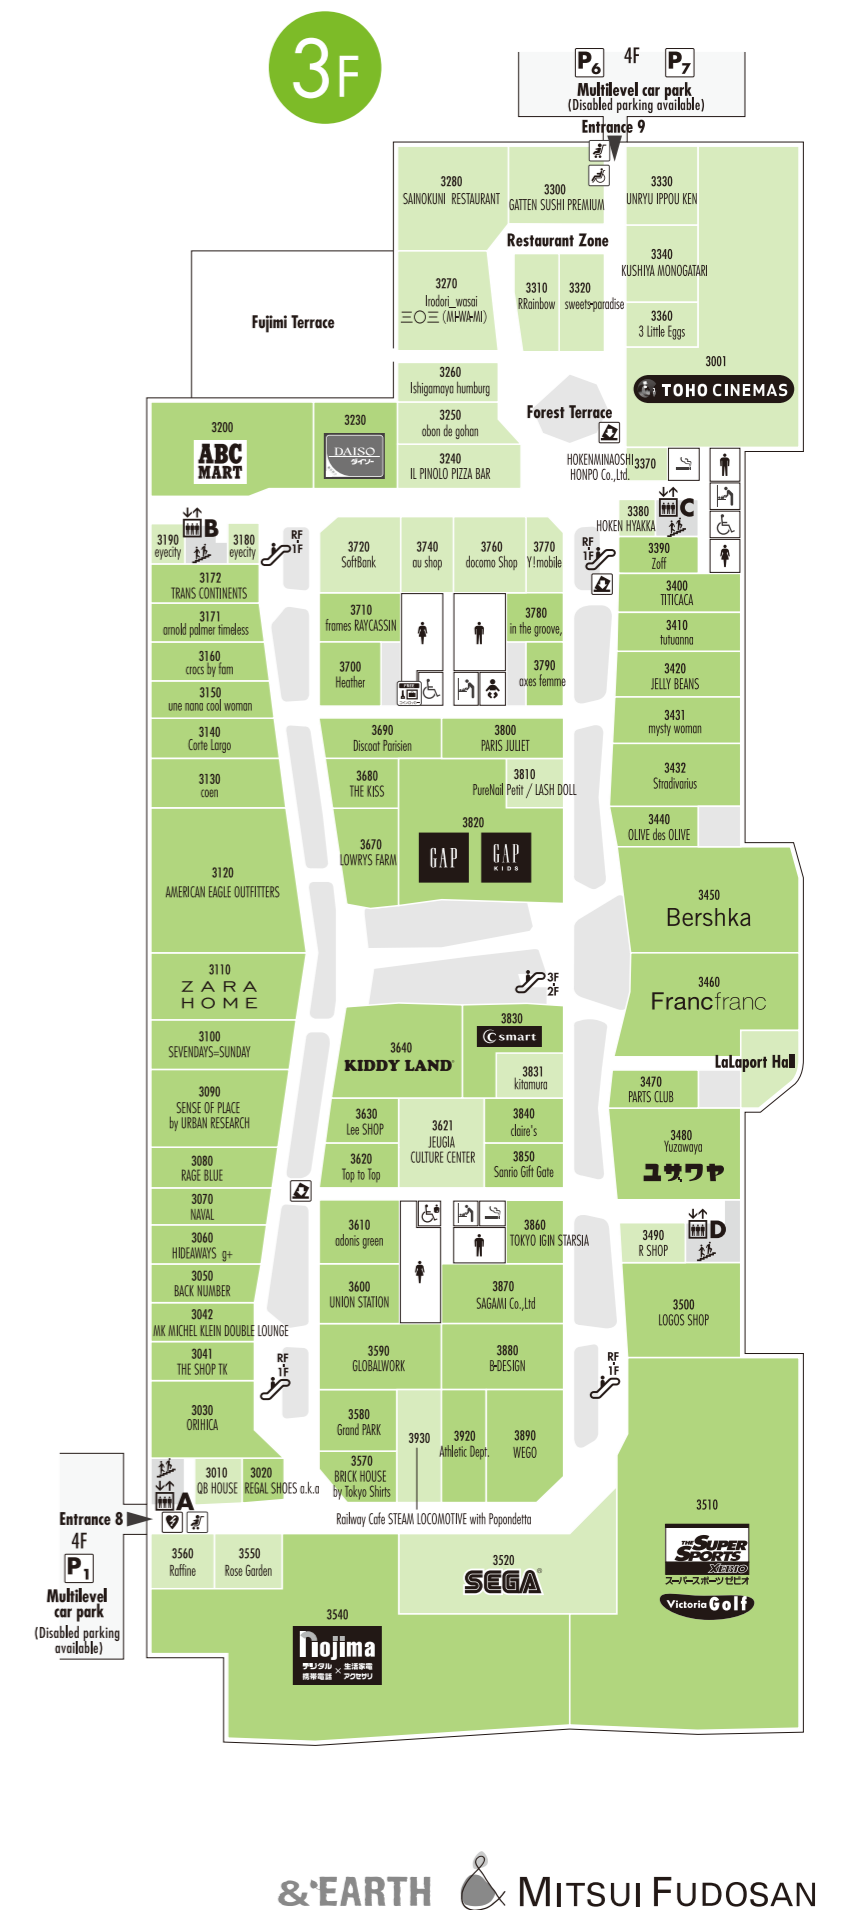 3F
P6 4F P7
Multilevel car park
(Disabled parking available)
Entrance 9
3280
SAINOKUNI RESTAURANT
3300
GATTEN SUSHI PREMIUM
3330
UNRYU IPPOU KEN
Restaurant Zone
3340
KUSHIYA MONOGATARI
3270
Irodori_wasai
三〇三 (MI-WA-MI)
3310
RRainbow
3320
sweets-paradise
Fujimi Terrace
3360
3 Little Eggs
3001
TOHO CINEMAS
3260
Ishigamaya humburg
3250
obon de gohan
Forest Terrace
3200
ABC
MART
3230
DAISO
ダイソー
3240
IL PINOLO PIZZA BAR
HOKENMINAOSHI
HONPO Co.,Ltd.
3370
3380
HOKEN HYAKKA
C
3190
eyecity
B
3180
eyecity
RF
1F
3720
SoftBank
3740
au shop
3760
docomo Shop
3770
Y!mobile
RF
1F
3390
Zoff
3172
TRANS CONTINENTS
3400
TITICACA
3171
arnold palmer timeless
3710
frames RAYCASSIN
3780
in the groove,
3410
tutuanna
3160
crocs by fam
3700
Heather
3790
axes femme
3420
JELLY BEANS
3150
une nana cool woman
3431
mysty woman
3140
Corte Largo
3690
Discoat Parisien
3800
PARIS JULIET
3130
coen
3680
THE KISS
3810
PureNail Petit / LASH DOLL
3432
Stradivarius
3820
GAP
GAP
KIDS
3440
OLIVE des OLIVE
3670
LOWRYS FARM
3120
AMERICAN EAGLE OUTFITTERS
3450
Bershka
3110
ZARA
HOME
3F
2F
3460
Francfranc
3100
SEVENDAYS=SUNDAY
3640
KIDDY LAND
3830
C smart
LaLaport Hall
3831
kitamura
3470
PARTS CLUB
3090
SENSE OF PLACE
by URBAN RESEARCH
3630
Lee SHOP
3621
JEUGIA
CULTURE CENTER
3840
claire's
3480
Yuzawaya
ユザワヤ
3080
RAGE BLUE
3620
Top to Top
3850
Sanrio Gift Gate
3070
NAVAL
3060
HIDEAWAYS g+
3610
adonis green
3860
TOKYO IGIN STARSIA
3490
R SHOP
D
3050
BACK NUMBER
3600
UNION STATION
3870
SAGAMI Co.,Ltd
3500
LOGOS SHOP
3042
MK MICHEL KLEIN DOUBLE LOUNGE
3041
THE SHOP TK
RF
1F
3590
GLOBALWORK
3880
B-DESIGN
RF
1F
3030
ORIHICA
3580
Grand PARK
3930
3920
Athletic Dept.
3890
WEGO
3570
BRICK HOUSE
by Tokyo Shirts
3010
QB HOUSE
3020
REGAL SHOES a.k.a
A
Railway Cafe STEAM LOCOMOTIVE with Popondetta
Entrance 8
4F
P1
Multilevel
car park
(Disabled parking
available)
3560
Raffine
3550
Rose Garden
3520
SEGA
3510
THE SUPER
SPORTS
XEBIO
スーパースポーツゼビオ
Victoria Golf
3540
nojima
デジタル × 生活家電
携帯電話 アクセサリ
&EARTH MITSUI FUDOSAN